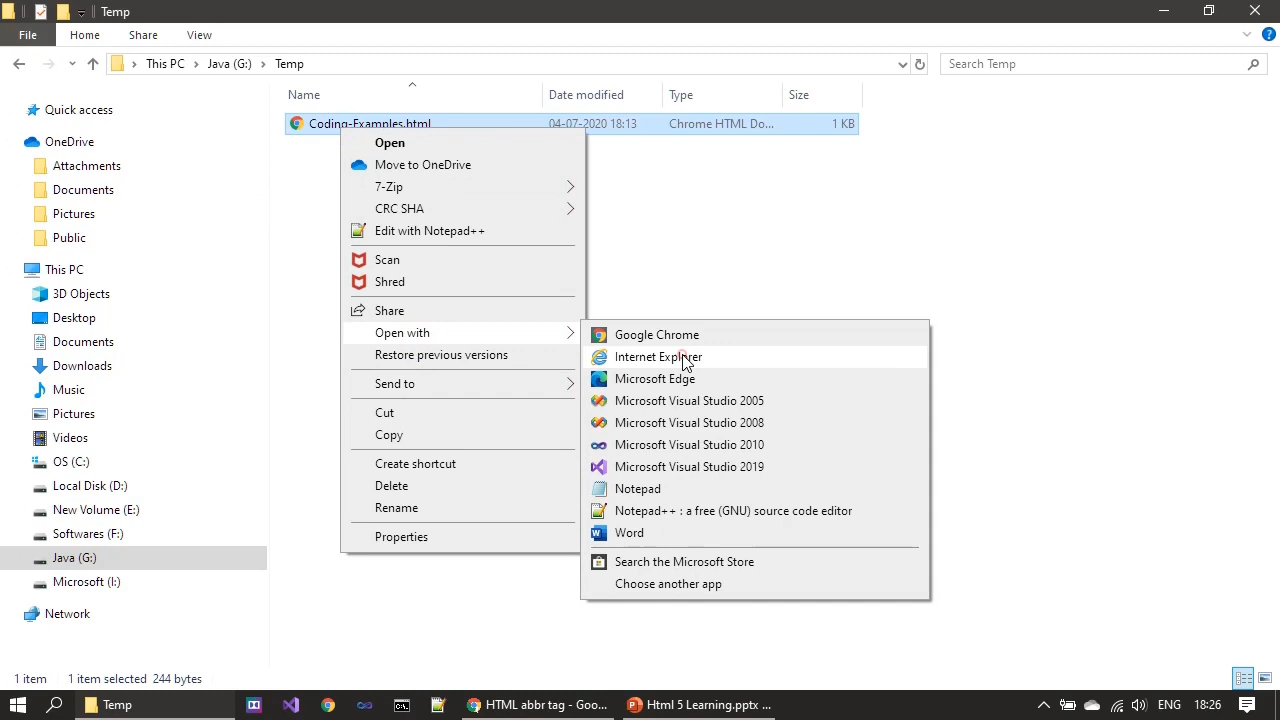 Temp
File Home Share View
This PC Java (G:) Temp Search Temp
Name Date modified Type Size
Coding-Examples.html 04-07-2020 18:13 Chrome HTML Do... 1 KB
Quick access
OneDrive
Attachments
Documents
Pictures
Public
This PC
3D Objects
Desktop
Documents
Downloads
Music
Pictures
Videos
OS (C:)
Local Disk (D:)
New Volume (E:)
Softwares (F:)
Java (G:)
Microsoft (I:)
Network
Open
Move to OneDrive
7-Zip
CRC SHA
Edit with Notepad++
Scan
Shred
Share
Open with
Restore previous versions
Send to
Cut
Copy
Create shortcut
Delete
Rename
Properties
Google Chrome
Internet Explorer
Microsoft Edge
Microsoft Visual Studio 2005
Microsoft Visual Studio 2008
Microsoft Visual Studio 2010
Microsoft Visual Studio 2019
Notepad
Notepad++ : a free (GNU) source code editor
Word
Search the Microsoft Store
Choose another app
1 item 1 item selected 244 bytes
Temp HTML abbr tag - Goo... Html 5 Learning.pptx ... ENG 18:26